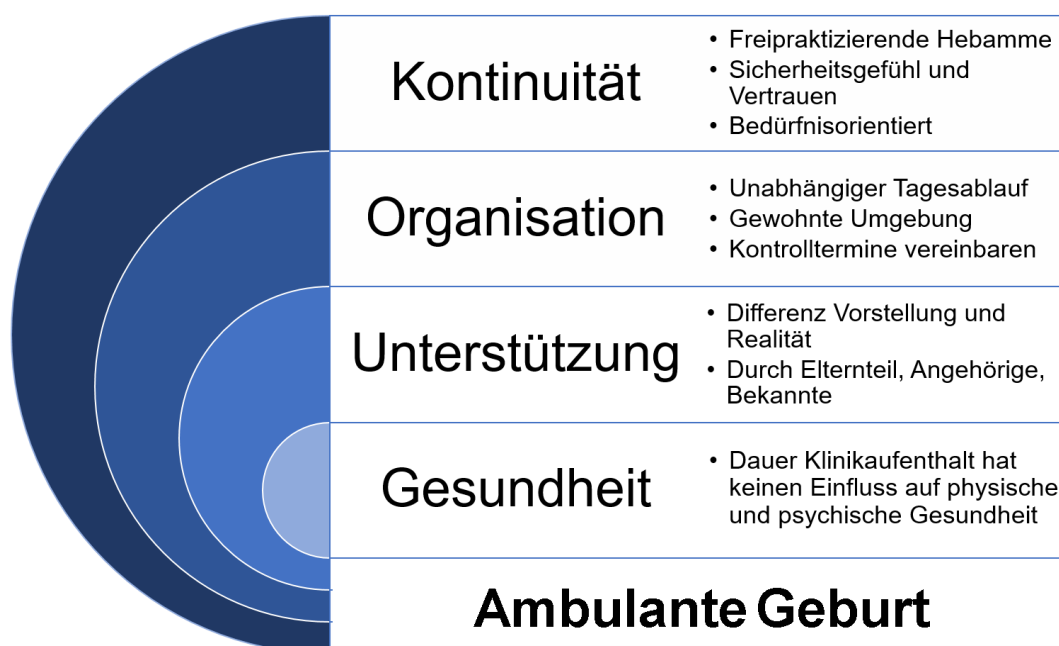 Kontinuität
• Freipraktizierende Hebamme
• Sicherheitsgefühl und
Vertrauen
• Bedürfnisorientiert
Organisation
• Unabhängiger Tagesablauf
• Gewohnte Umgebung
• Kontrolltermine vereinbaren
Unterstützung
• Differenz Vorstellung und
Realität
• Durch Elternteil, Angehörige,
Bekannte
Gesundheit
• Dauer Klinikaufenthalt hat
keinen Einfluss auf physische
und psychische Gesundheit
Ambulante Geburt